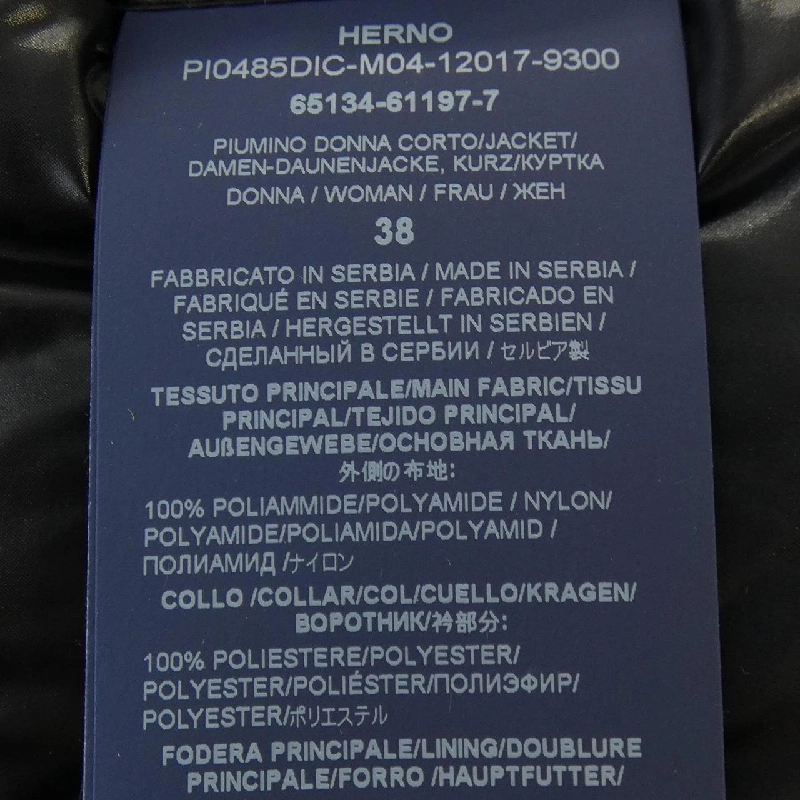 HERNO
PI0485DIC-M04-12017-9300
65134-61197-7
PIUMINO DONNA CORTO/JACKET/
DAMEN-DAUNENJACKE, KURZ/КУРТКА
DONNA / WOMAN / FRAU / ЖЕН
38
FABBRICATO IN SERBIA / MADE IN SERBIA /
FABRIQUÉ EN SERBIE / FABRICADO EN
SERBIA / HERGESTELLT IN SERBIEN /
СДЕЛАННЫЙ В СЕРБИИ / セルビア製
TESSUTO PRINCIPALE/MAIN FABRIC/TISSU
PRINCIPAL/TEJIDO PRINCIPAL/
AUßENGEWEBE/ОСНОВНАЯ ТКАНЬ/
外側の布地:
100% POLIAMMIDE/POLYAMIDE / NYLON/
POLYAMIDE/POLIAMIDA/POLYAMID /
ПОЛИАМИД /ナイロン
COLLO /COLLAR/COL/CUELLO/KRAGEN/
ВОРОТНИК/衿部分:
100% POLIESTERE/POLYESTER/
POLYESTER/POLIÉSTER/ПОЛИЭФИР/
POLYESTER/ポリエステル
FODERA PRINCIPALE/LINING/DOUBLURE
PRINCIPALE/FORRO /HAUPTFUTTER/